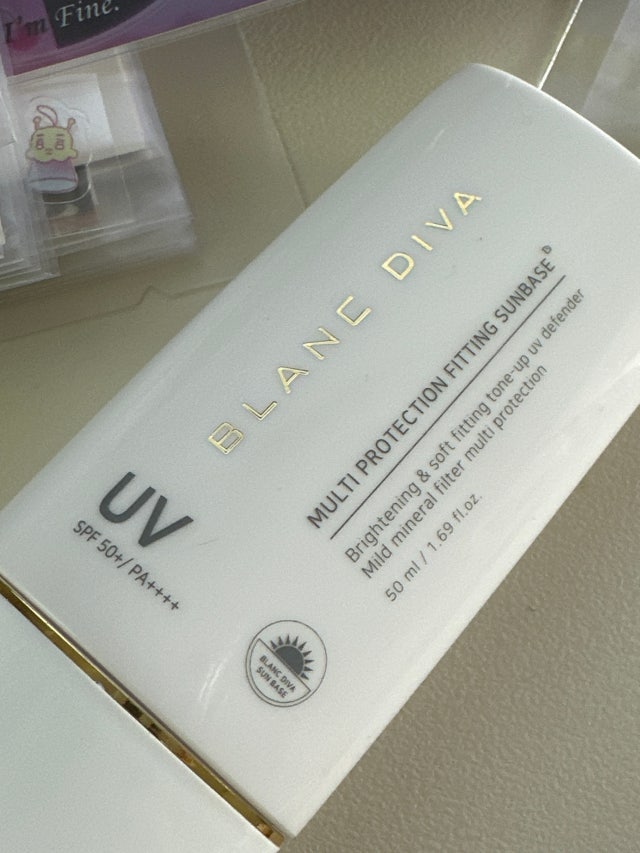 I'm Fine.
BLANC DIVA
MULTI PROTECTION FITTING SUNBASE
Brightening & soft fitting tone-up uv defender
Mild mineral filter multi protection
50 ml / 1.69 fl.oz.
UV
SPF 50+/ PA++++
BLANC DIVA
SUN BASE